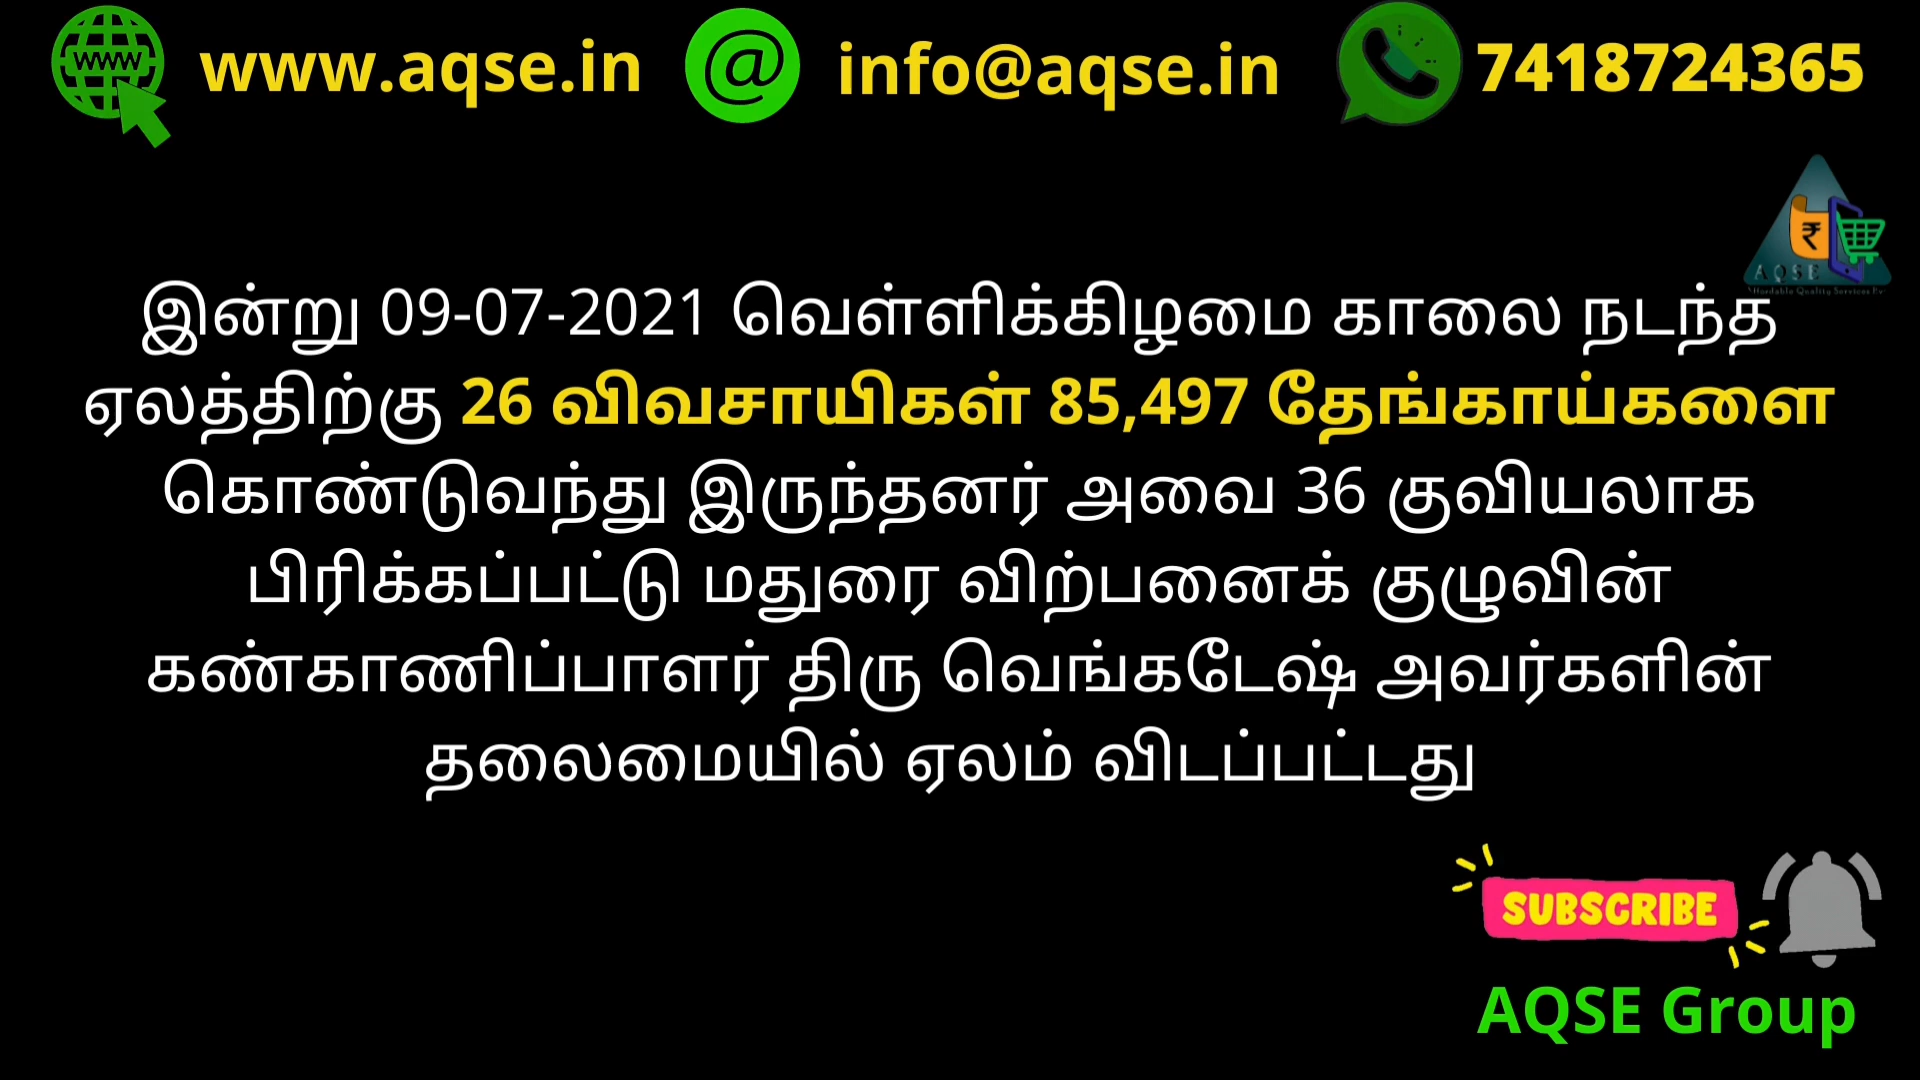 www.aqse.in info@aqse.in 7418724365
WWW
@
₹
AQSE
இன்று 09-07-2021 வெள்ளிக்கிழமை காலை நடந்த
ஏலத்திற்கு 26 விவசாயிகள் 85,497 தேங்காய்களை
கொண்டுவந்து இருந்தனர் அவை 36 குவியலாக
பிரிக்கப்பட்டு மதுரை விற்பனைக் குழுவின்
கண்காணிப்பாளர் திரு வெங்கடேஷ் அவர்களின்
தலைமையில் ஏலம் விடப்பட்டது
SUBSCRIBE
AQSE Group